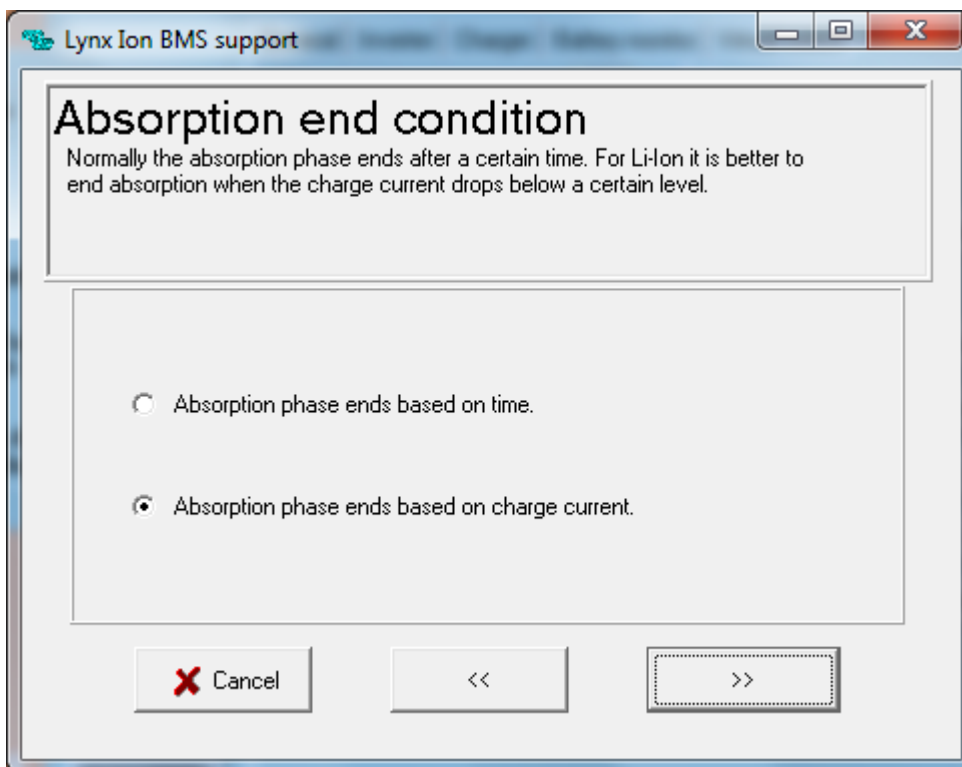 Lynx Ion BMS support
Absorption end condition
Normally the absorption phase ends after a certain time. For Li-Ion it is better to
end absorption when the charge current drops below a certain level.
Absorption phase ends based on time.
Absorption phase ends based on charge current.
Cancel
<<
>>